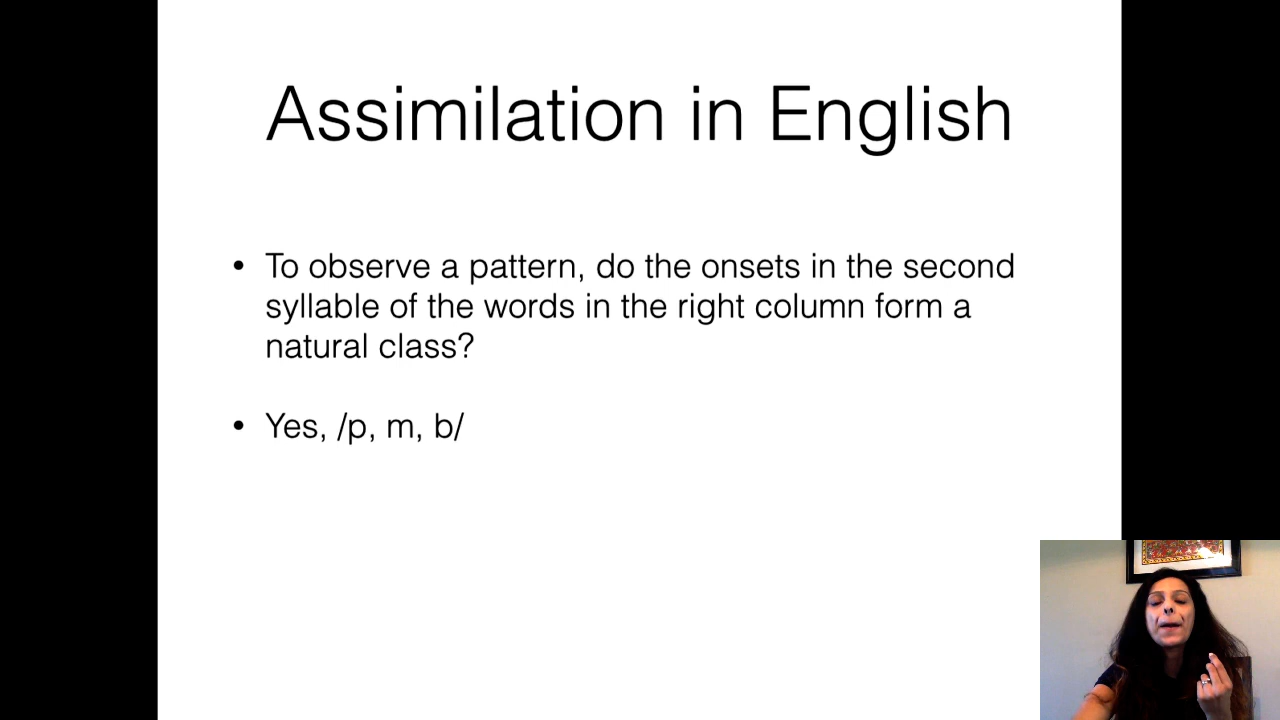 Assimilation in English
• To observe a pattern, do the onsets in the second
syllable of the words in the right column form a
natural class?
• Yes, /p, m, b/